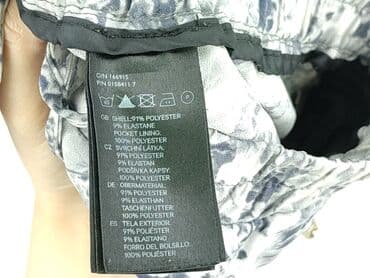 O/N 166915
P/N 0158411 7
GB SHELL: 91% POLYESTER
9% ELASTANE
POCKET LINING:
100% POLYESTER
CZ SVRCHNÍ LÁTKA:
91% POLYESTER
9% ELASTAN
PODŠÍVKA KAPSY:
100% POLYESTER
DE OBERMATERIAL:
91% POLYESTER
9% ELASTHAN
TASCHENFUTTER:
100% POLYESTER
ES TELA EXTERIOR:
91% POLIÉSTER
9% ELASTANO
FORRO DEL BOLSILLO:
100% POLIÉSTER